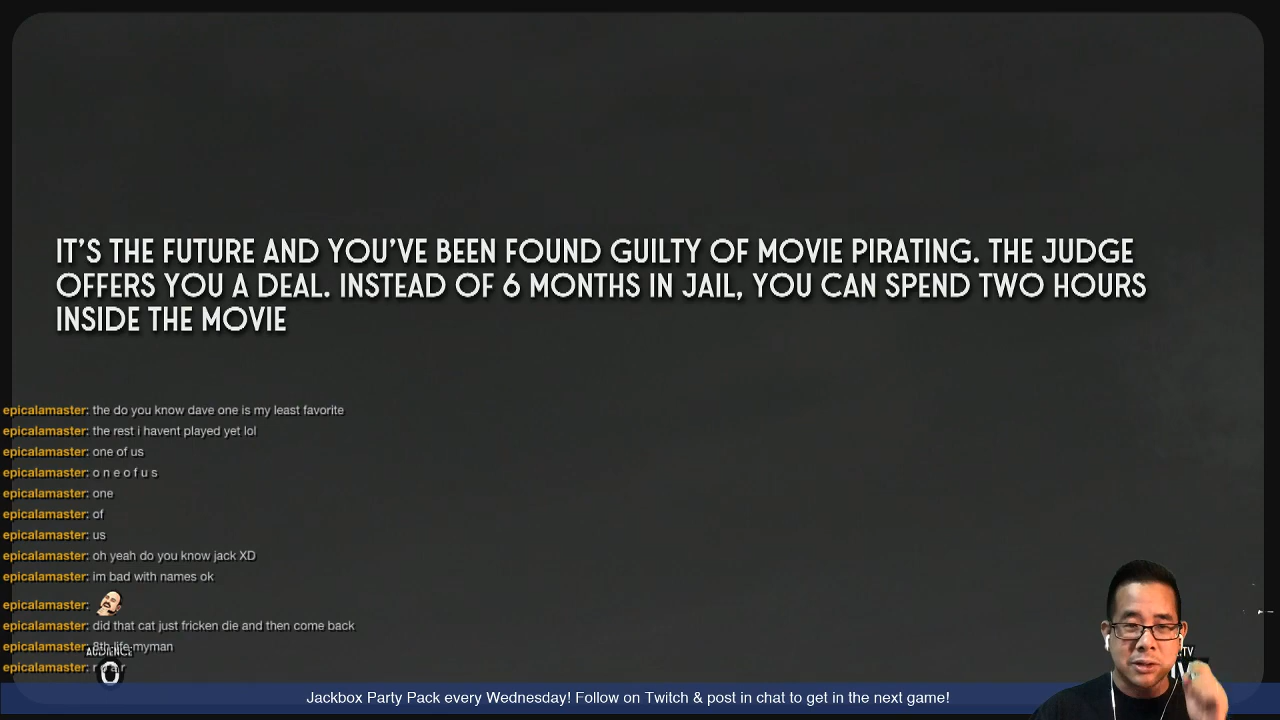 IT'S THE FUTURE AND YOU'VE BEEN FOUND GUILTY OF MOVIE PIRATING. THE JUDGE
OFFERS YOU A DEAL. INSTEAD OF 6 MONTHS IN JAIL, YOU CAN SPEND TWO HOURS
INSIDE THE MOVIE
epicalamaster: the do you know dave one is my least favorite
epicalamaster: the rest i havent played yet lol
epicalamaster: one of us
epicalamaster: o n e o f u s
epicalamaster: one
epicalamaster: of
epicalamaster: us
epicalamaster: oh yeah do you know jack XD
epicalamaster: im bad with names ok
epicalamaster:
epicalamaster: did that cat just fricken die and then come back
epicalamaster: 8th life myman
AUDIENCE
epicalamaster:
0
Jackbox Party Pack every Wednesday! Follow on Twitch & post in chat to get in the next game!